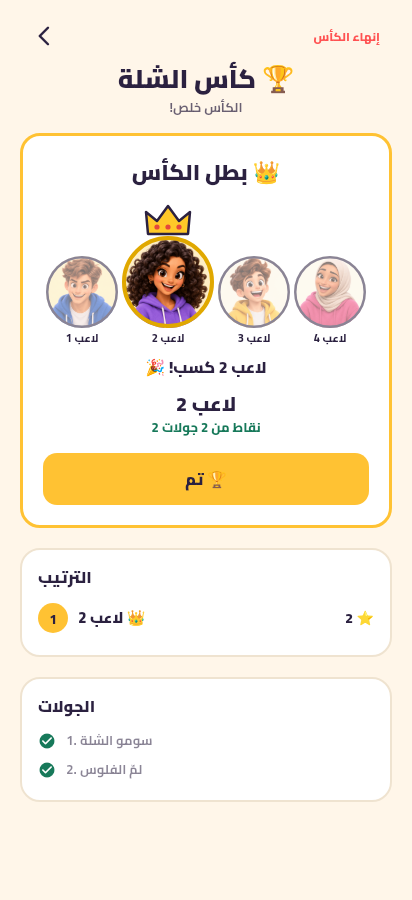 إنهاء الكأس
🏆 كأس الشلة
الكأس خلص!
👑 بطل الكأس
لاعب 1
لاعب 2
لاعب 3
لاعب 4
لاعب 2 كسب! 🎉
لاعب 2
2 نقاط من 2 جولات
🏆 تم
الترتيب
1
لاعب 2 👑
2 ⭐
الجولات
1. سومو الشلة
2. لمّ الفلوس